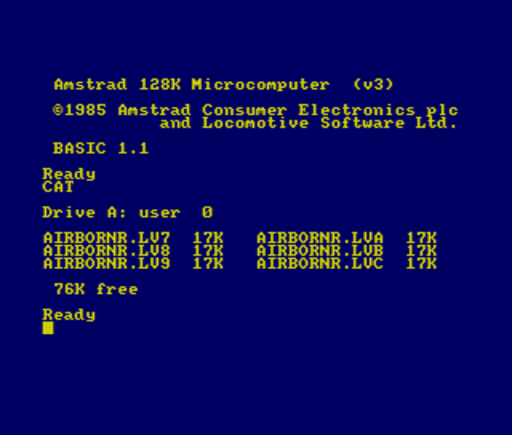 Amstrad 128K Microcomputer (v3)
©1985 Amstrad Consumer Electronics plc
and Locomotive Software Ltd.
BASIC 1.1
Ready
CAT
Drive A: user 0
AIRBORNR.LV7 17K AIRBORNR.LVA 17K
AIRBORNR.LV8 17K AIRBORNR.LVB 17K
AIRBORNR.LV9 17K AIRBORNR.LVC 17K
76K free
Ready